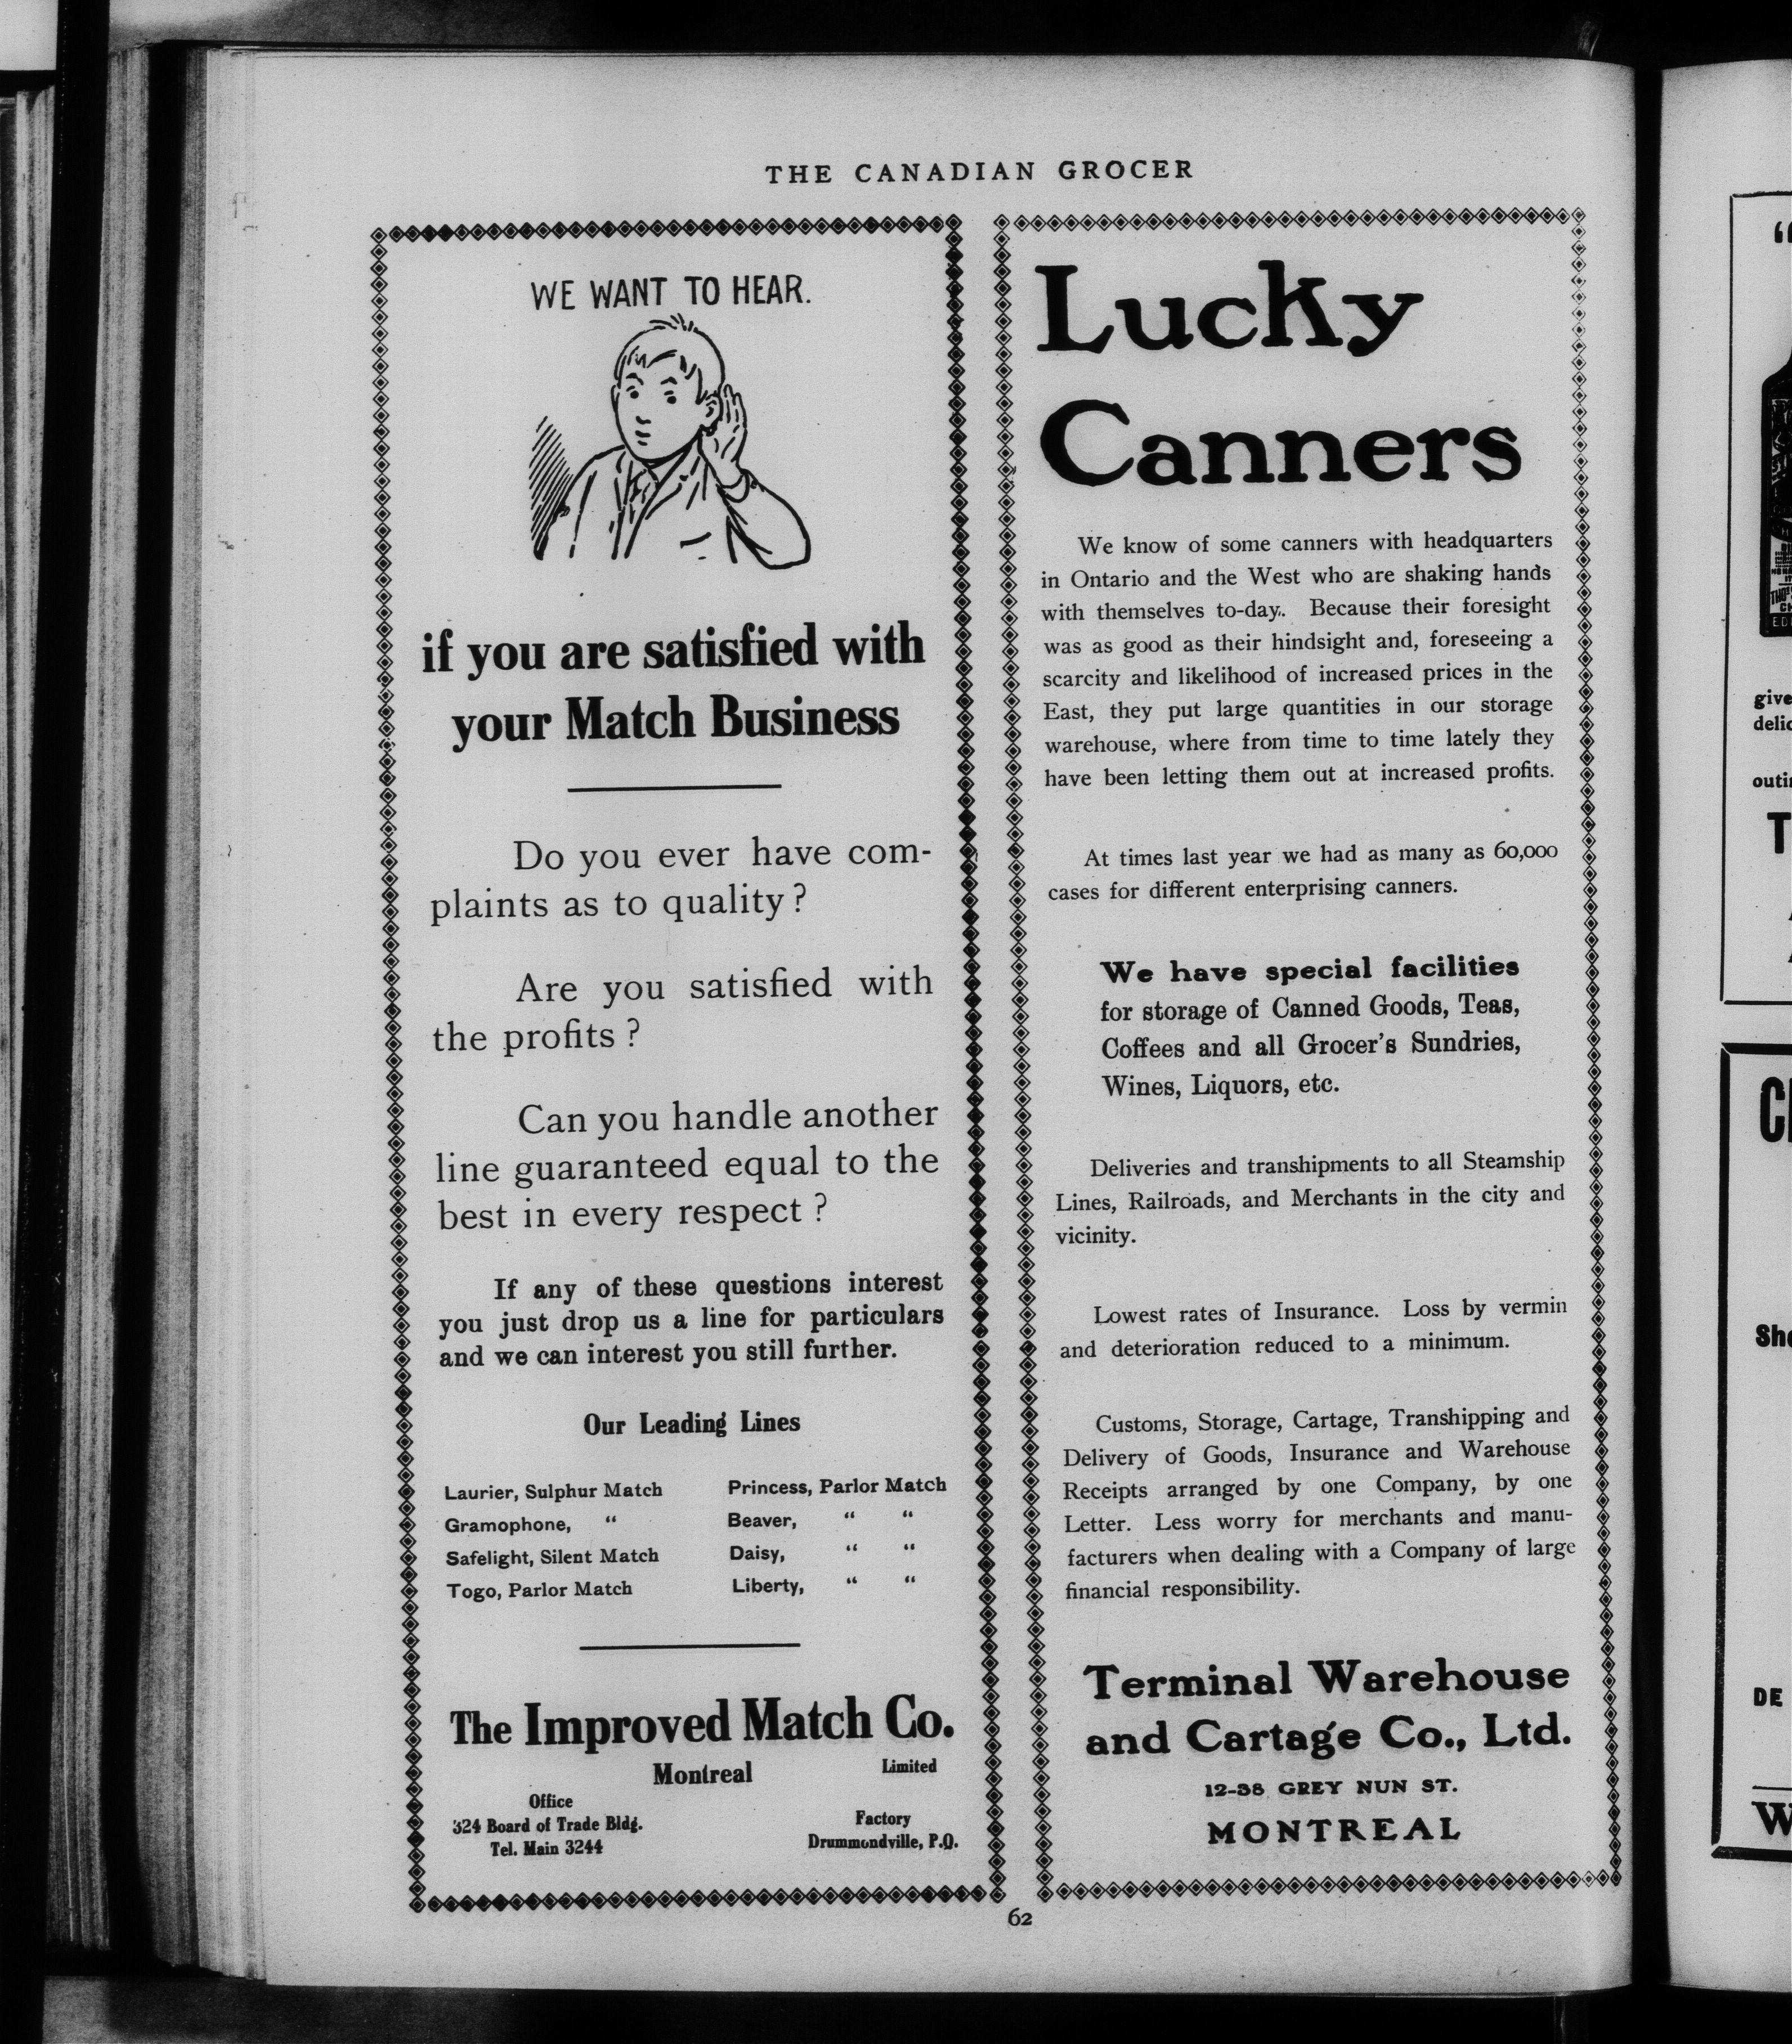 THE CANADIAN GROCER
WE WANT TO HEAR.
if you are satisfied with
your Match Business
Do you ever have com-
plaints as to quality?
Are you satisfied with
the profits?
Can you handle another
line guaranteed equal to the
best in every respect?
If any of these questions interest
you just drop us a line for particulars
and we can interest you still further.
Our Leading Lines
Laurier, Sulphur Match
Gramophone, "
Safelight, Silent Match
Togo, Parlor Match
Princess, Parlor Match
Beaver, " "
Daisy, " "
Liberty, " "
The Improved Match Co.
Montreal Limited
Office
324 Board of Trade Bldg.
Tel. Main 3244
Factory
Drummondville, P.Q.
Lucky
Canners
We know of some canners with headquarters
in Ontario and the West who are shaking hands
with themselves to-day. Because their foresight
was as good as their hindsight and, foreseeing a
scarcity and likelihood of increased prices in the
East, they put large quantities in our storage
warehouse, where from time to time lately they
have been letting them out at increased profits.
At times last year we had as many as 60,000
cases for different enterprising canners.
We have special facilities
for storage of Canned Goods, Teas,
Coffees and all Grocer's Sundries,
Wines, Liquors, etc.
Deliveries and transhipments to all Steamship
Lines, Railroads, and Merchants in the city and
vicinity.
Lowest rates of Insurance. Loss by vermin
and deterioration reduced to a minimum.
Customs, Storage, Cartage, Transhipping and
Delivery of Goods, Insurance and Warehouse
Receipts arranged by one Company, by one
Letter. Less worry for merchants and manu-
facturers when dealing with a Company of large
financial responsibility.
Terminal Warehouse
and Cartage Co., Ltd.
12-38 GREY NUN ST.
MONTREAL
62
give
outi
DE